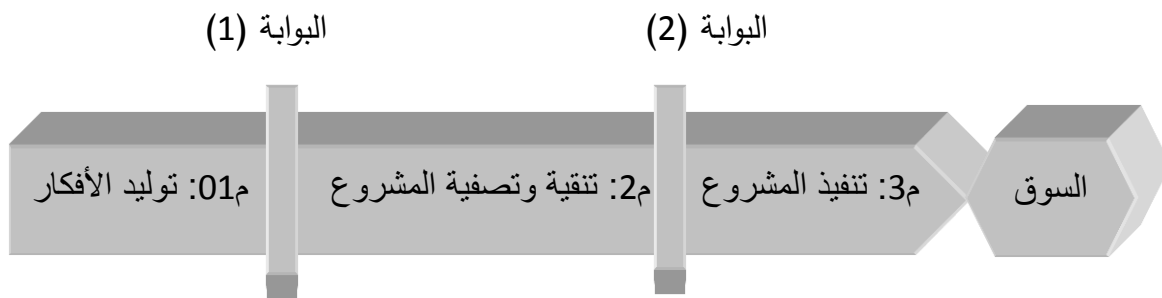 البوابة (1)
البوابة (2)
م01: توليد الأفكار
م2: تنقية وتصفية المشروع
م3: تنفيذ المشروع
السوق